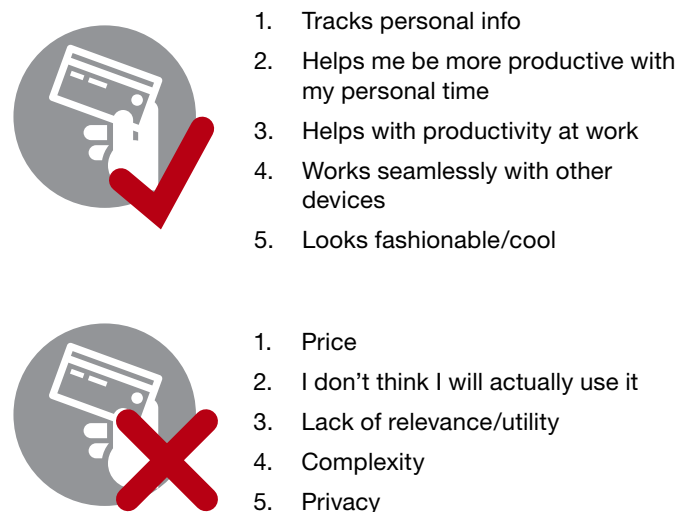 1. Tracks personal info
2. Helps me be more productive with
my personal time
3. Helps with productivity at work
4. Works seamlessly with other
devices
5. Looks fashionable/cool
1. Price
2. I don’t think I will actually use it
3. Lack of relevance/utility
4. Complexity
5. Privacy